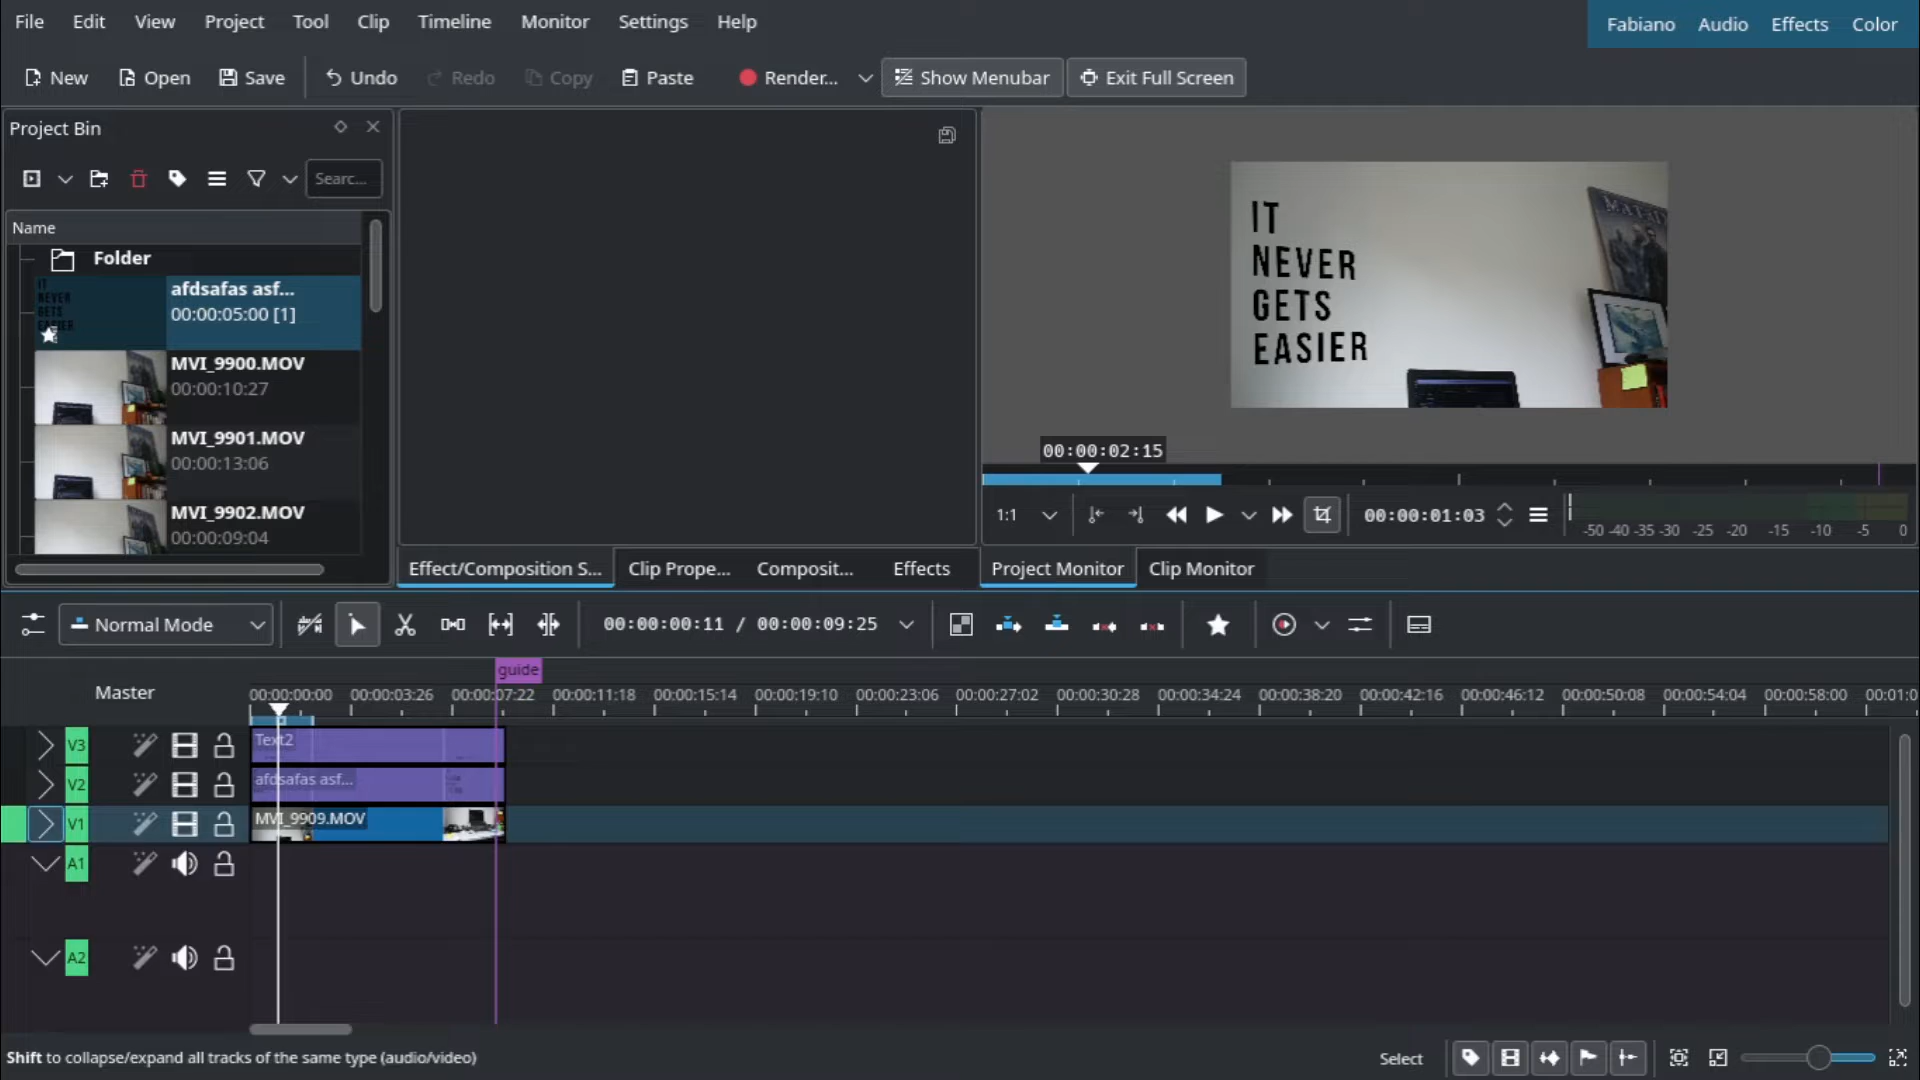 File Edit View Project Tool Clip Timeline Monitor Settings Help
Fabiano Audio Effects Color
New Open Save Undo Redo Copy Paste Render... Show Menubar Exit Full Screen
Project Bin
Searc...
Name
Folder
afdsafas asf...
00:00:05:00 [1]
MVI_9900.MOV
00:00:10:27
MVI_9901.MOV
00:00:13:06
MVI_9902.MOV
00:00:09:04
IT
NEVER
GETS
EASIER
00:00:02:15
1:1
00:00:01:03
-50 -40 -35 -30 -25 -20 -15 -10 -5 0
Effect/Composition S... Clip Prope... Composit... Effects
Project Monitor Clip Monitor
Normal Mode
00:00:00:11 / 00:00:09:25
guide
Master
00:00:00:00 00:00:03:26 00:00:07:22 00:00:11:18 00:00:15:14 00:00:19:10 00:00:23:06 00:00:27:02 00:00:30:28 00:00:34:24 00:00:38:20 00:00:42:16 00:00:46:12 00:00:50:08 00:00:54:04 00:00:58:00 00:01:0
V3 Text2
V2 afdsafas asf...
V1 MVI_9909.MOV
A1
A2
Shift to collapse/expand all tracks of the same type (audio/video)
Select